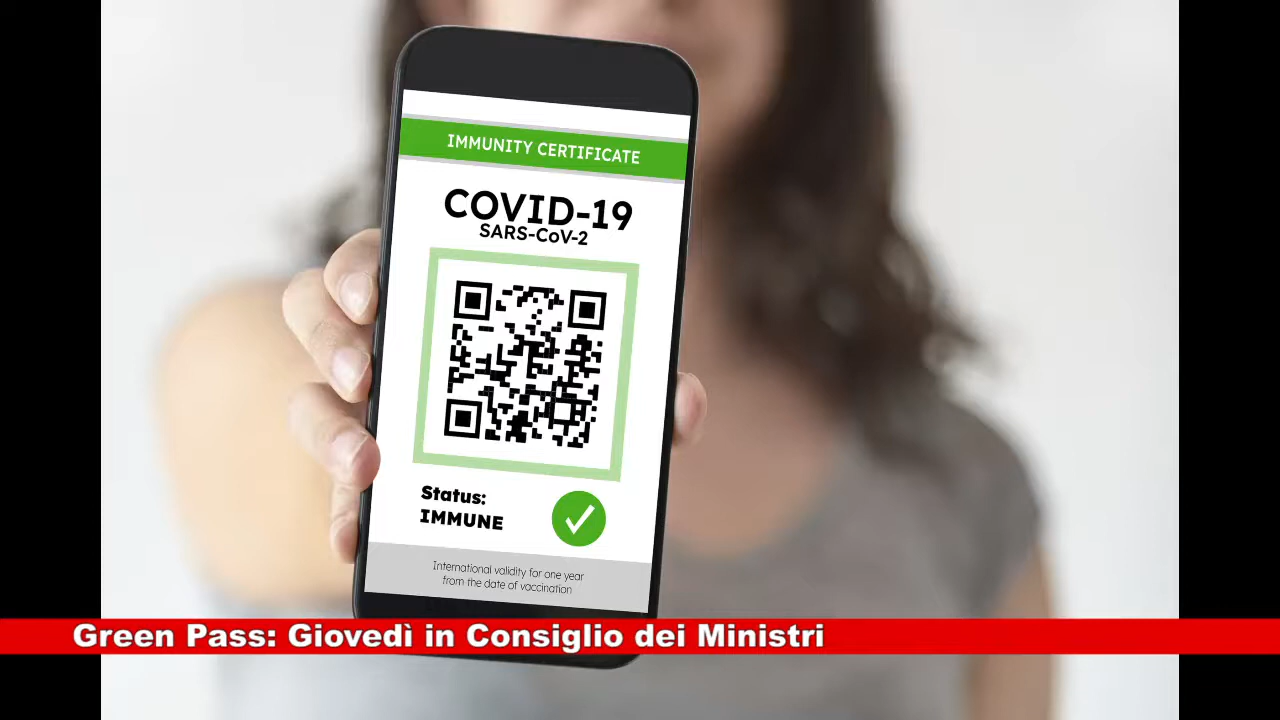 IMMUNITY CERTIFICATE
COVID-19
SARS-CoV-2
Status:
IMMUNE
International validity for one year
from the date of vaccination
Green Pass: Giovedì in Consiglio dei Ministri